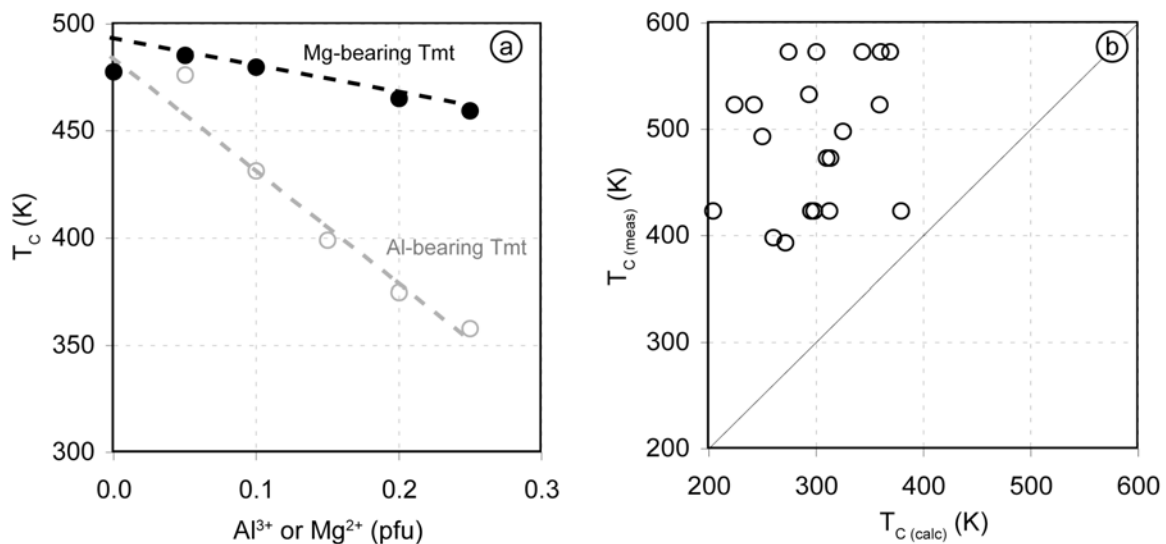 500
450
400
350
300
T_C (K)
Mg-bearing Tmt
a
Al-bearing Tmt
0.0 0.1 0.2 0.3
Al³⁺ or Mg²⁺ (pfu)
600
500
400
300
200
T_C (meas) (K)
b
200 300 400 500 600
T_C (calc) (K)